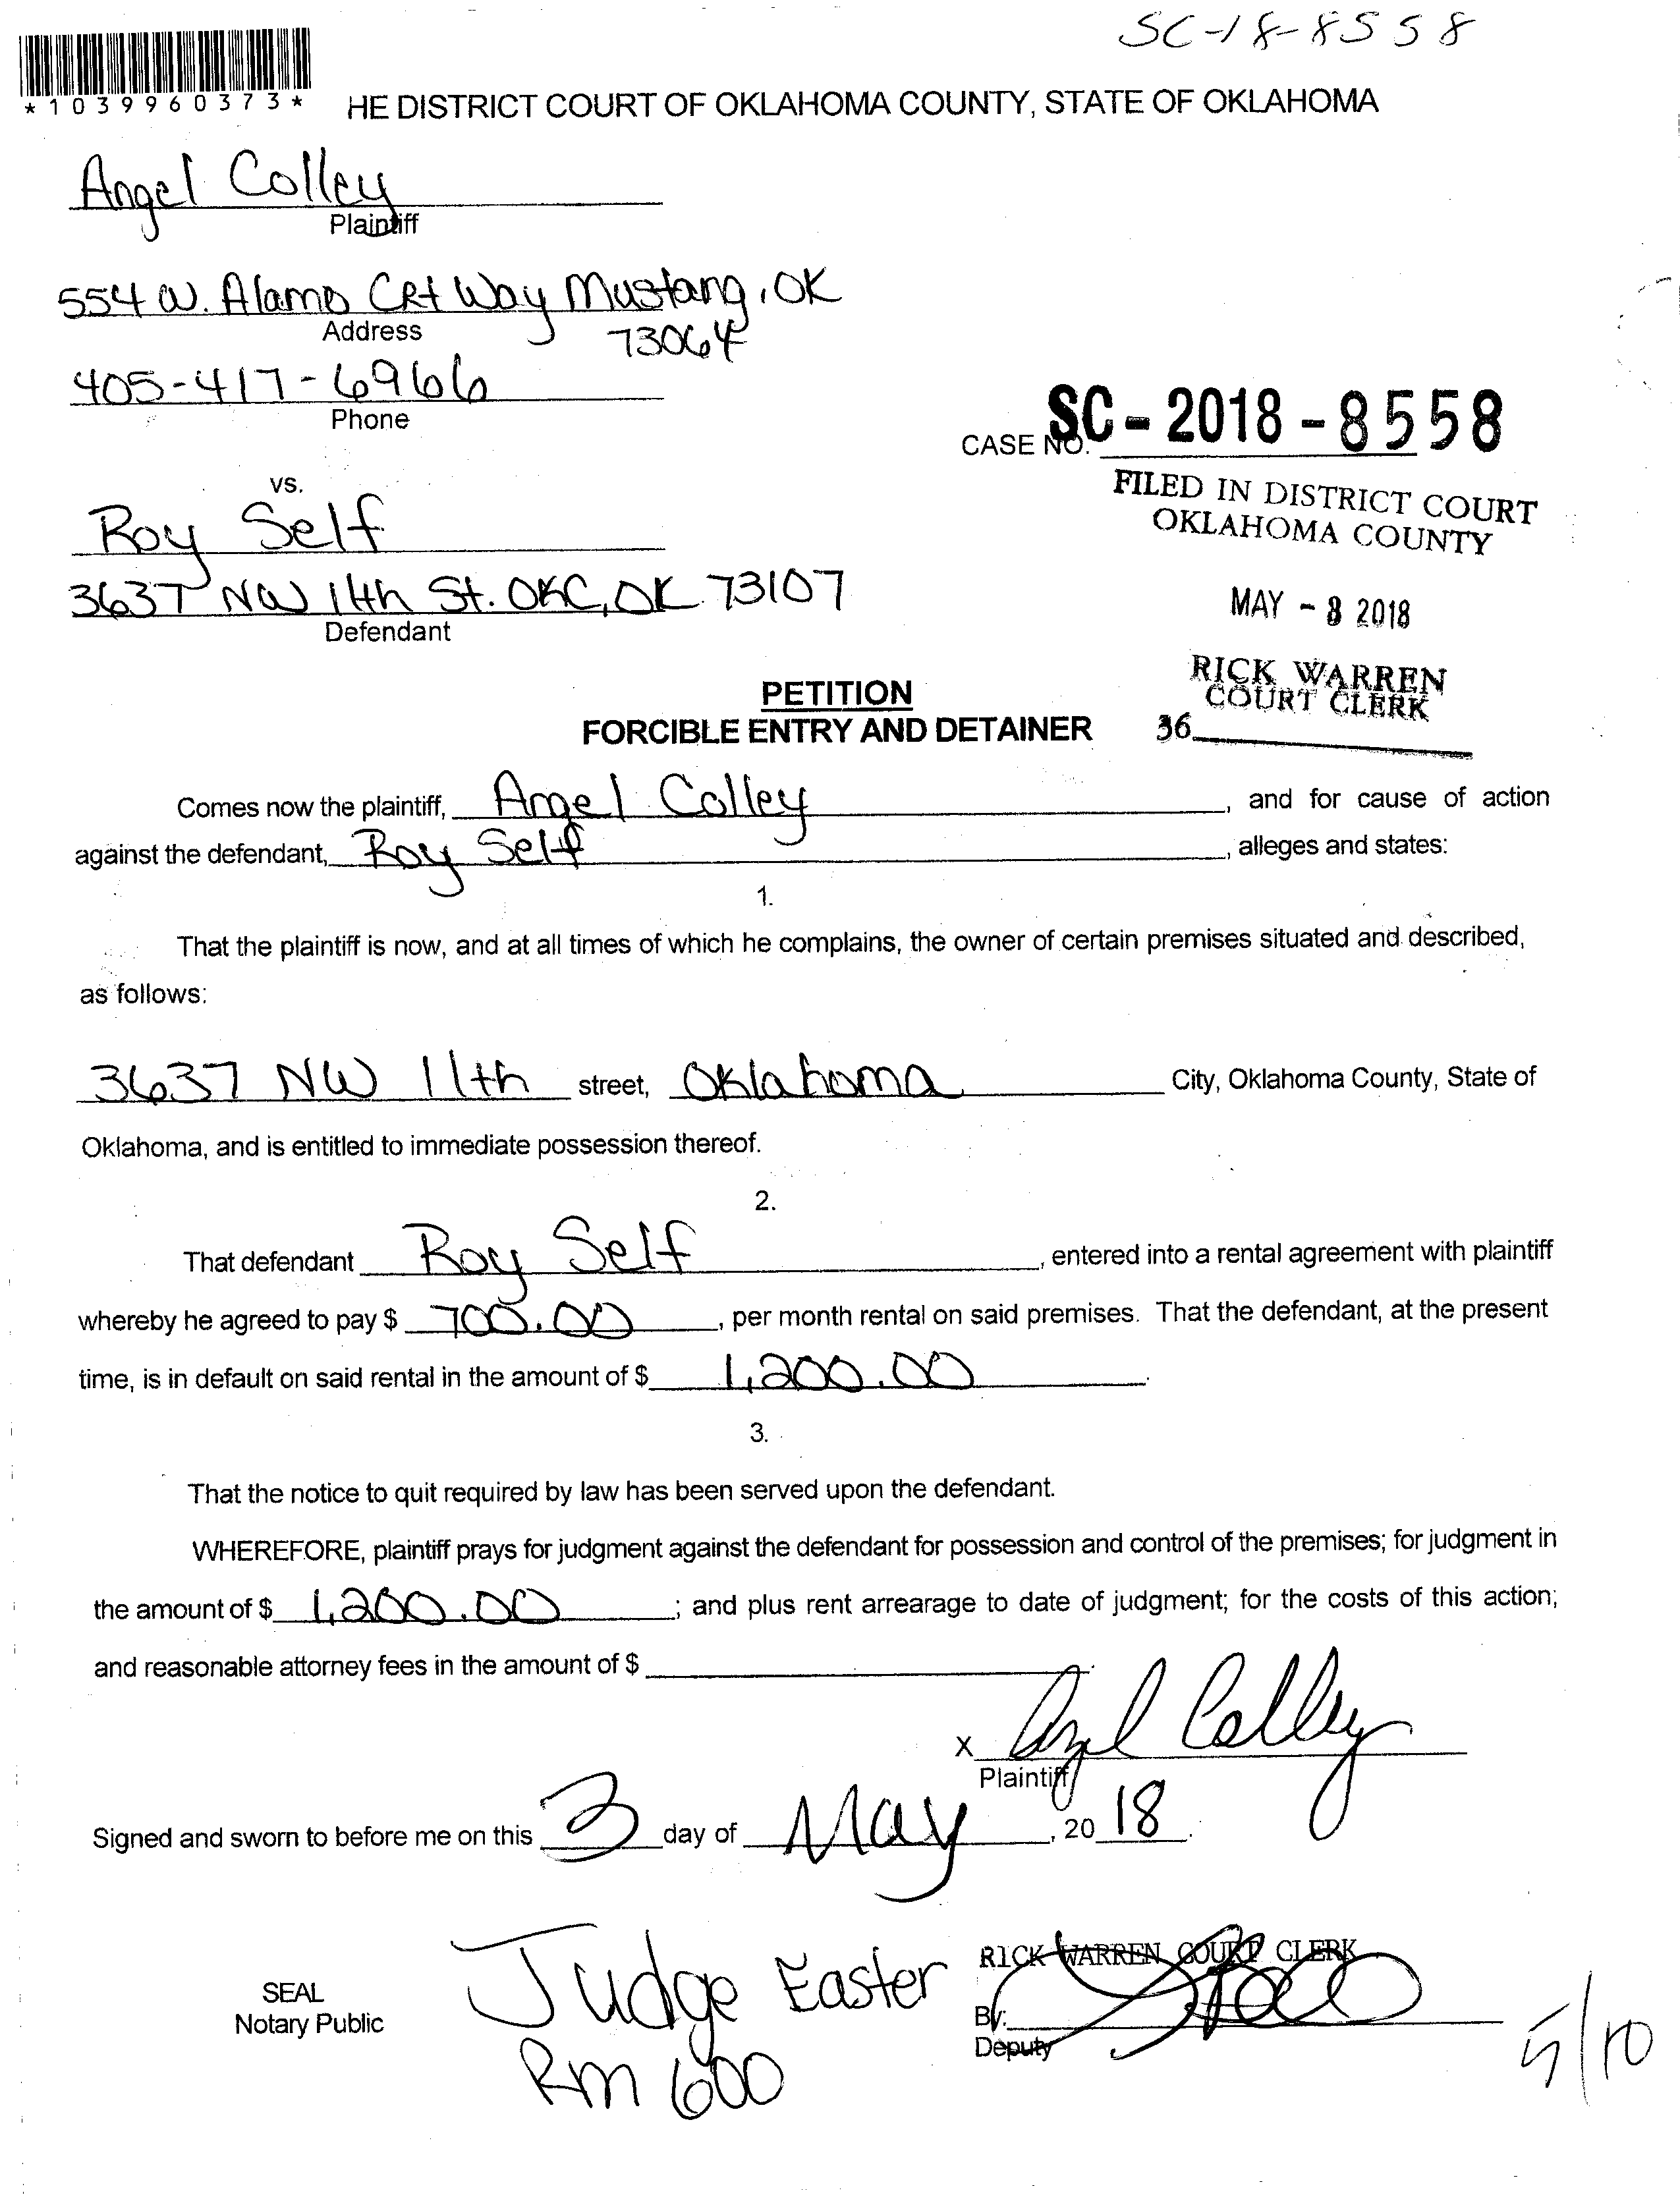 SC-18-8558
*1039960373*
HE DISTRICT COURT OF OKLAHOMA COUNTY, STATE OF OKLAHOMA
Angel Colley
Plaintiff
554 W. Alamo Crt Way Mustang, OK
Address
73064
405-417-6966
Phone
CASE NO. SC-2018-8558
FILED IN DISTRICT COURT
OKLAHOMA COUNTY
vs.
Roy Self
3637 NW 11th St. OKC, OK 73107
Defendant
MAY - 8 2018
RICK WARREN
COURT CLERK
36
PETITION
FORCIBLE ENTRY AND DETAINER
Comes now the plaintiff, Angel Colley, and for cause of action
against the defendant, Roy Self, alleges and states:
1.
That the plaintiff is now, and at all times of which he complains, the owner of certain premises situated and described,
as follows:
3637 NW 11th street, Oklahoma City, Oklahoma County, State of
Oklahoma, and is entitled to immediate possession thereof.
2.
That defendant Roy Self, entered into a rental agreement with plaintiff
whereby he agreed to pay $ 700.00, per month rental on said premises. That the defendant, at the present
time, is in default on said rental in the amount of $ 1,200.00.
3.
That the notice to quit required by law has been served upon the defendant.
WHEREFORE, plaintiff prays for judgment against the defendant for possession and control of the premises; for judgment in
the amount of $ 1,200.00; and plus rent arrearage to date of judgment; for the costs of this action;
and reasonable attorney fees in the amount of $
X Angel Colley
Plaintiff
Signed and sworn to before me on this 3 day of May, 2018.
SEAL
Notary Public
Judge Easter
Rm 600
RICK WARREN COURT CLERK
By:
Deputy
5/10